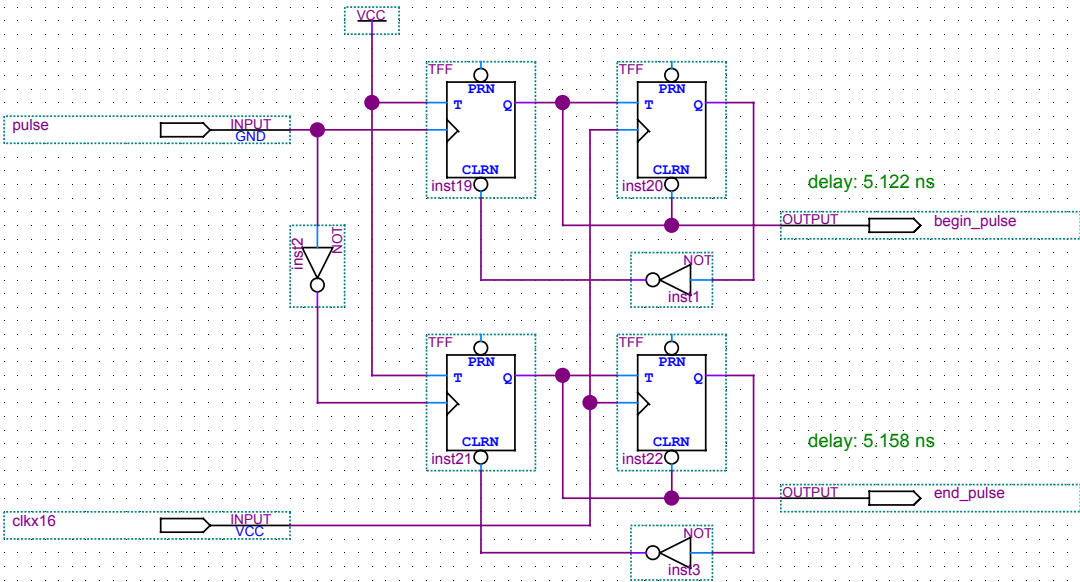 VCC
TFF
PRN
T
Q
CLRN
inst19
TFF
PRN
T
Q
CLRN
inst20
pulse
INPUT
GND
delay: 5.122 ns
OUTPUT
begin_pulse
NOT
inst2
NOT
inst1
TFF
PRN
T
Q
CLRN
inst21
TFF
PRN
T
Q
CLRN
inst22
delay: 5.158 ns
OUTPUT
end_pulse
clkx16
INPUT
VCC
NOT
inst3